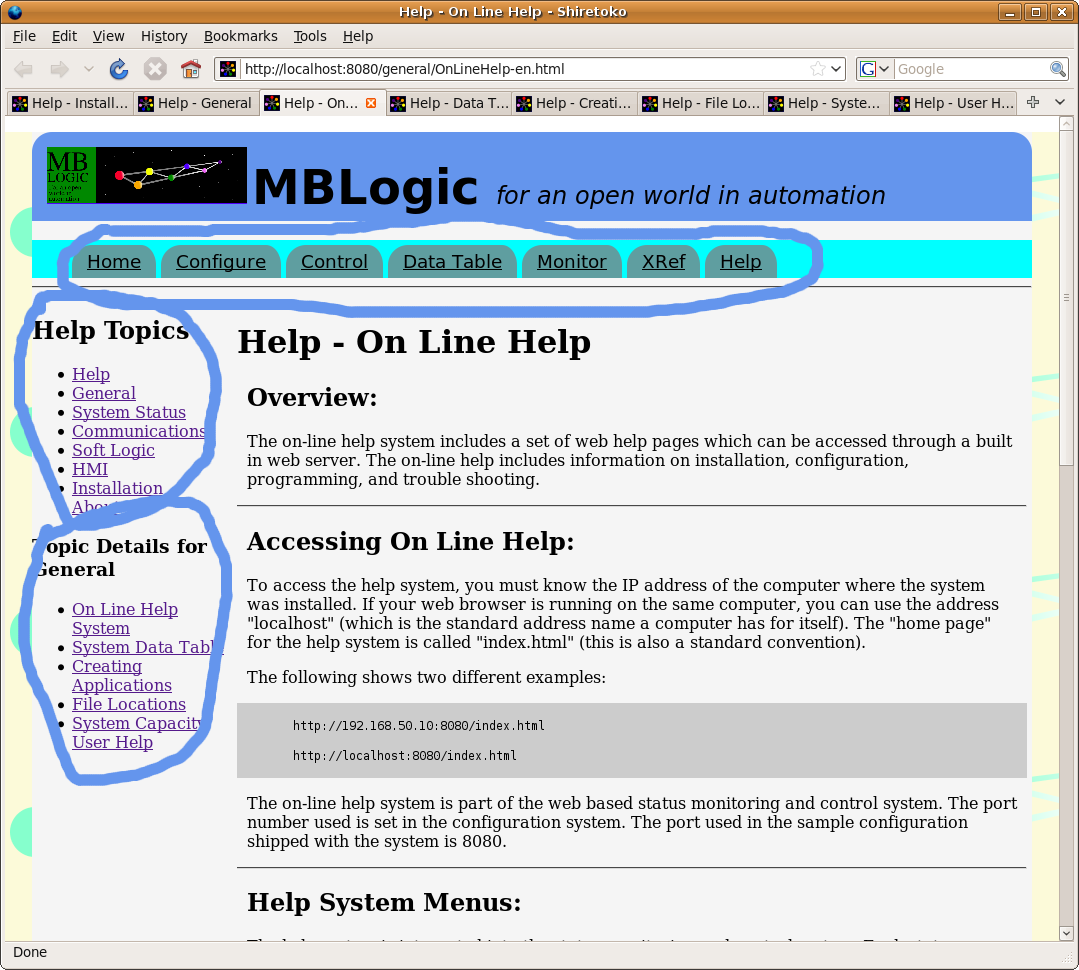 Help - On Line Help - Shiretoko
File Edit View History Bookmarks Tools Help
http://localhost:8080/general/OnLineHelp-en.html
G Google
Help - Install... Help - General Help - On... Help - Data T... Help - Creati... Help - File Lo... Help - Syste... Help - User H...
MB
LOGIC
MBLogic for an open world in automation
Home Configure Control Data Table Monitor XRef Help
Help Topics
Help
General
System Status
Communications
Soft Logic
HMI
Installation
Topic Details for
General
On Line Help
System
System Data Table
Creating
Applications
File Locations
System Capacity
User Help
Help - On Line Help
Overview:
The on-line help system includes a set of web help pages which can be accessed through a built
in web server. The on-line help includes information on installation, configuration,
programming, and trouble shooting.
Accessing On Line Help:
To access the help system, you must know the IP address of the computer where the system
was installed. If your web browser is running on the same computer, you can use the address
"localhost" (which is the standard address name a computer has for itself). The "home page"
for the help system is called "index.html" (this is also a standard convention).
The following shows two different examples:
http://192.168.50.10:8080/index.html
http://localhost:8080/index.html
The on-line help system is part of the web based status monitoring and control system. The port
number used is set in the configuration system. The port used in the sample configuration
shipped with the system is 8080.
Help System Menus:
Done